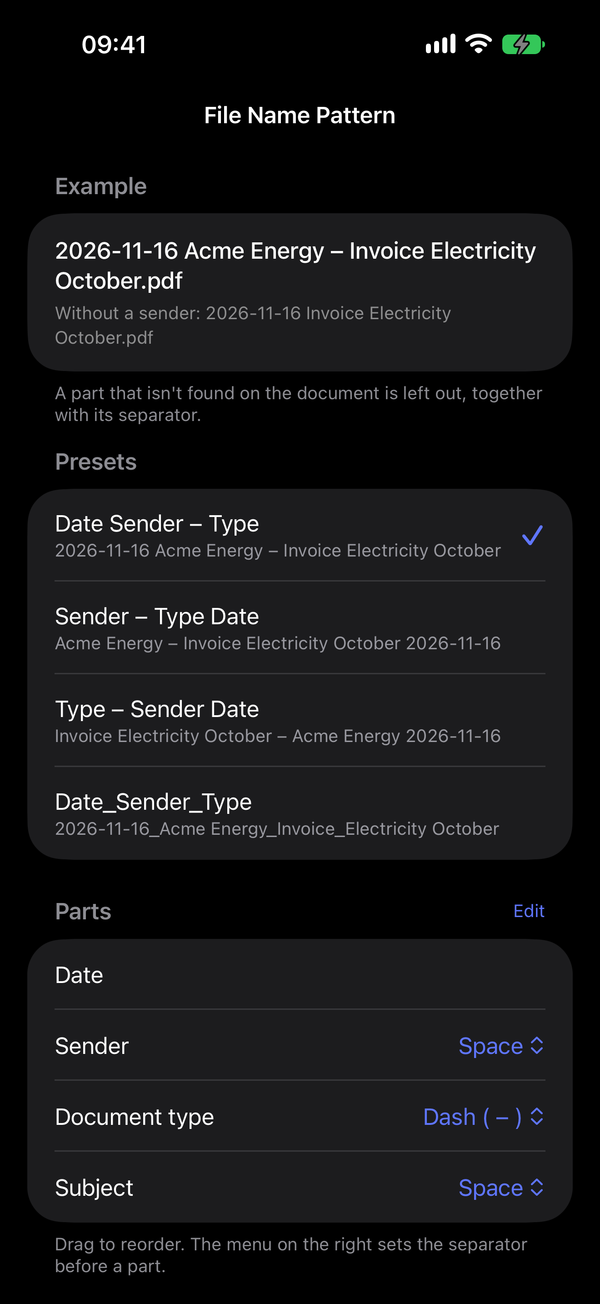 09:41
File Name Pattern
Example
2026-11-16 Acme Energy – Invoice Electricity
October.pdf
Without a sender: 2026-11-16 Invoice Electricity
October.pdf
A part that isn't found on the document is left out, together
with its separator.
Presets
Date Sender – Type
2026-11-16 Acme Energy – Invoice Electricity October
Sender – Type Date
Acme Energy – Invoice Electricity October 2026-11-16
Type – Sender Date
Invoice Electricity October – Acme Energy 2026-11-16
Date_Sender_Type
2026-11-16_Acme Energy_Invoice_Electricity October
Parts Edit
Date
Sender Space
Document type Dash ( – )
Subject Space
Drag to reorder. The menu on the right sets the separator
before a part.